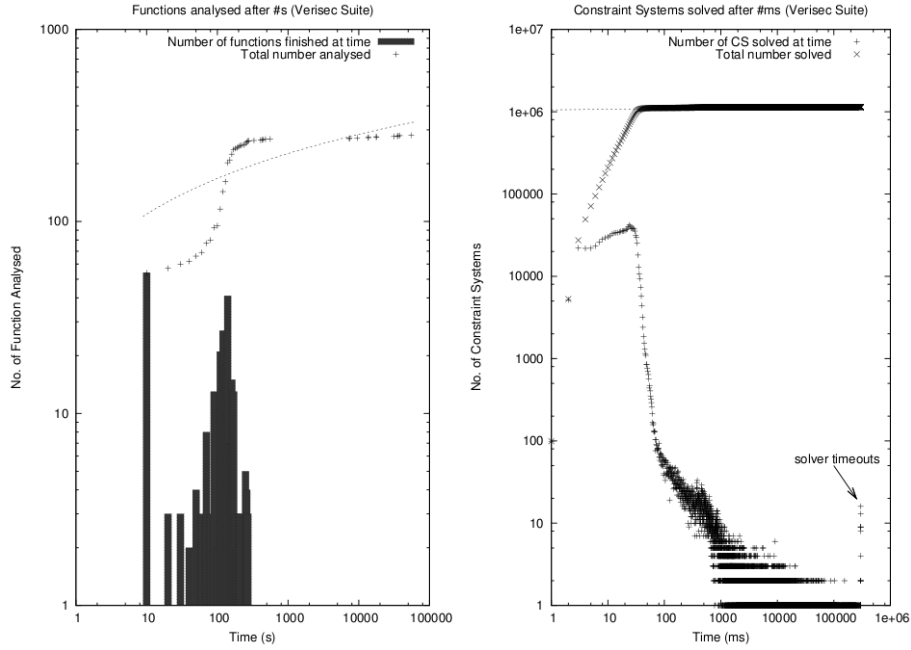 Functions analysed after #s (Verisec Suite)
1000
100
10
1
No. of Function Analysed
Number of functions finished at time
Total number analysed
1
10
100
1000
10000
100000
Time (s)
Constraint Systems solved after #ms (Verisec Suite)
1e+07
1e+06
100000
10000
1000
100
10
1
No. of Constraint Systems
Number of CS solved at time
Total number solved
solver timeouts
1
10
100
1000
10000
100000
1e+06
Time (ms)